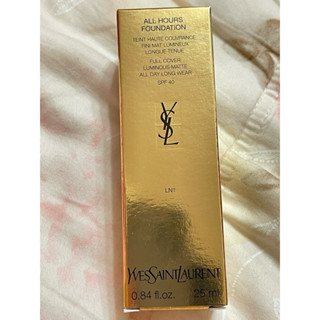 ALL HOURS
FOUNDATION
TEINT HAUTE COUVRANCE
FINI MAT LUMINEUX
LONGUE TENUE
FULL COVER
LUMINOUS MATTE
ALL DAY LONG WEAR
SPF 40
YSL
LN1
YVESSAINTLAURENT
0.84 fl.oz. 25 ml